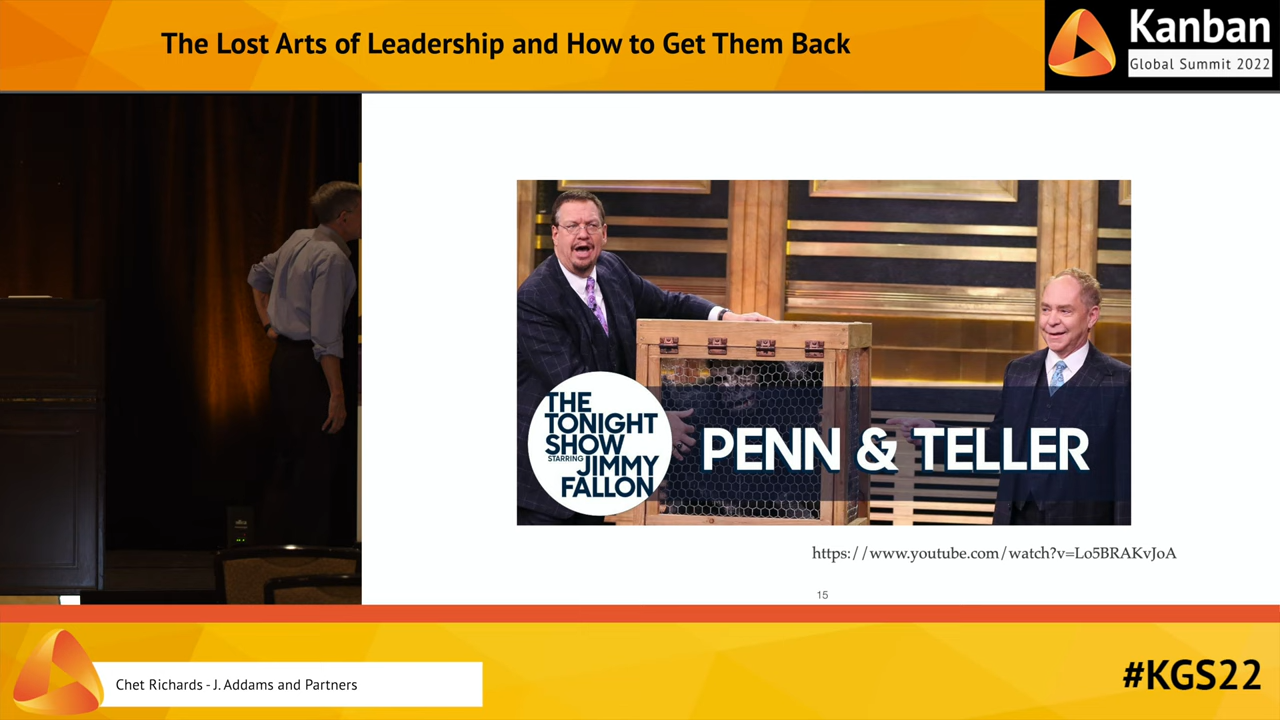 The Lost Arts of Leadership and How to Get Them Back
Kanban
Global Summit 2022
THE
TONIGHT
SHOW
STARRING JIMMY
FALLON
PENN & TELLER
https://www.youtube.com/watch?v=Lo5BRAKvJoA
15
Chet Richards - J. Addams and Partners
#KGS22